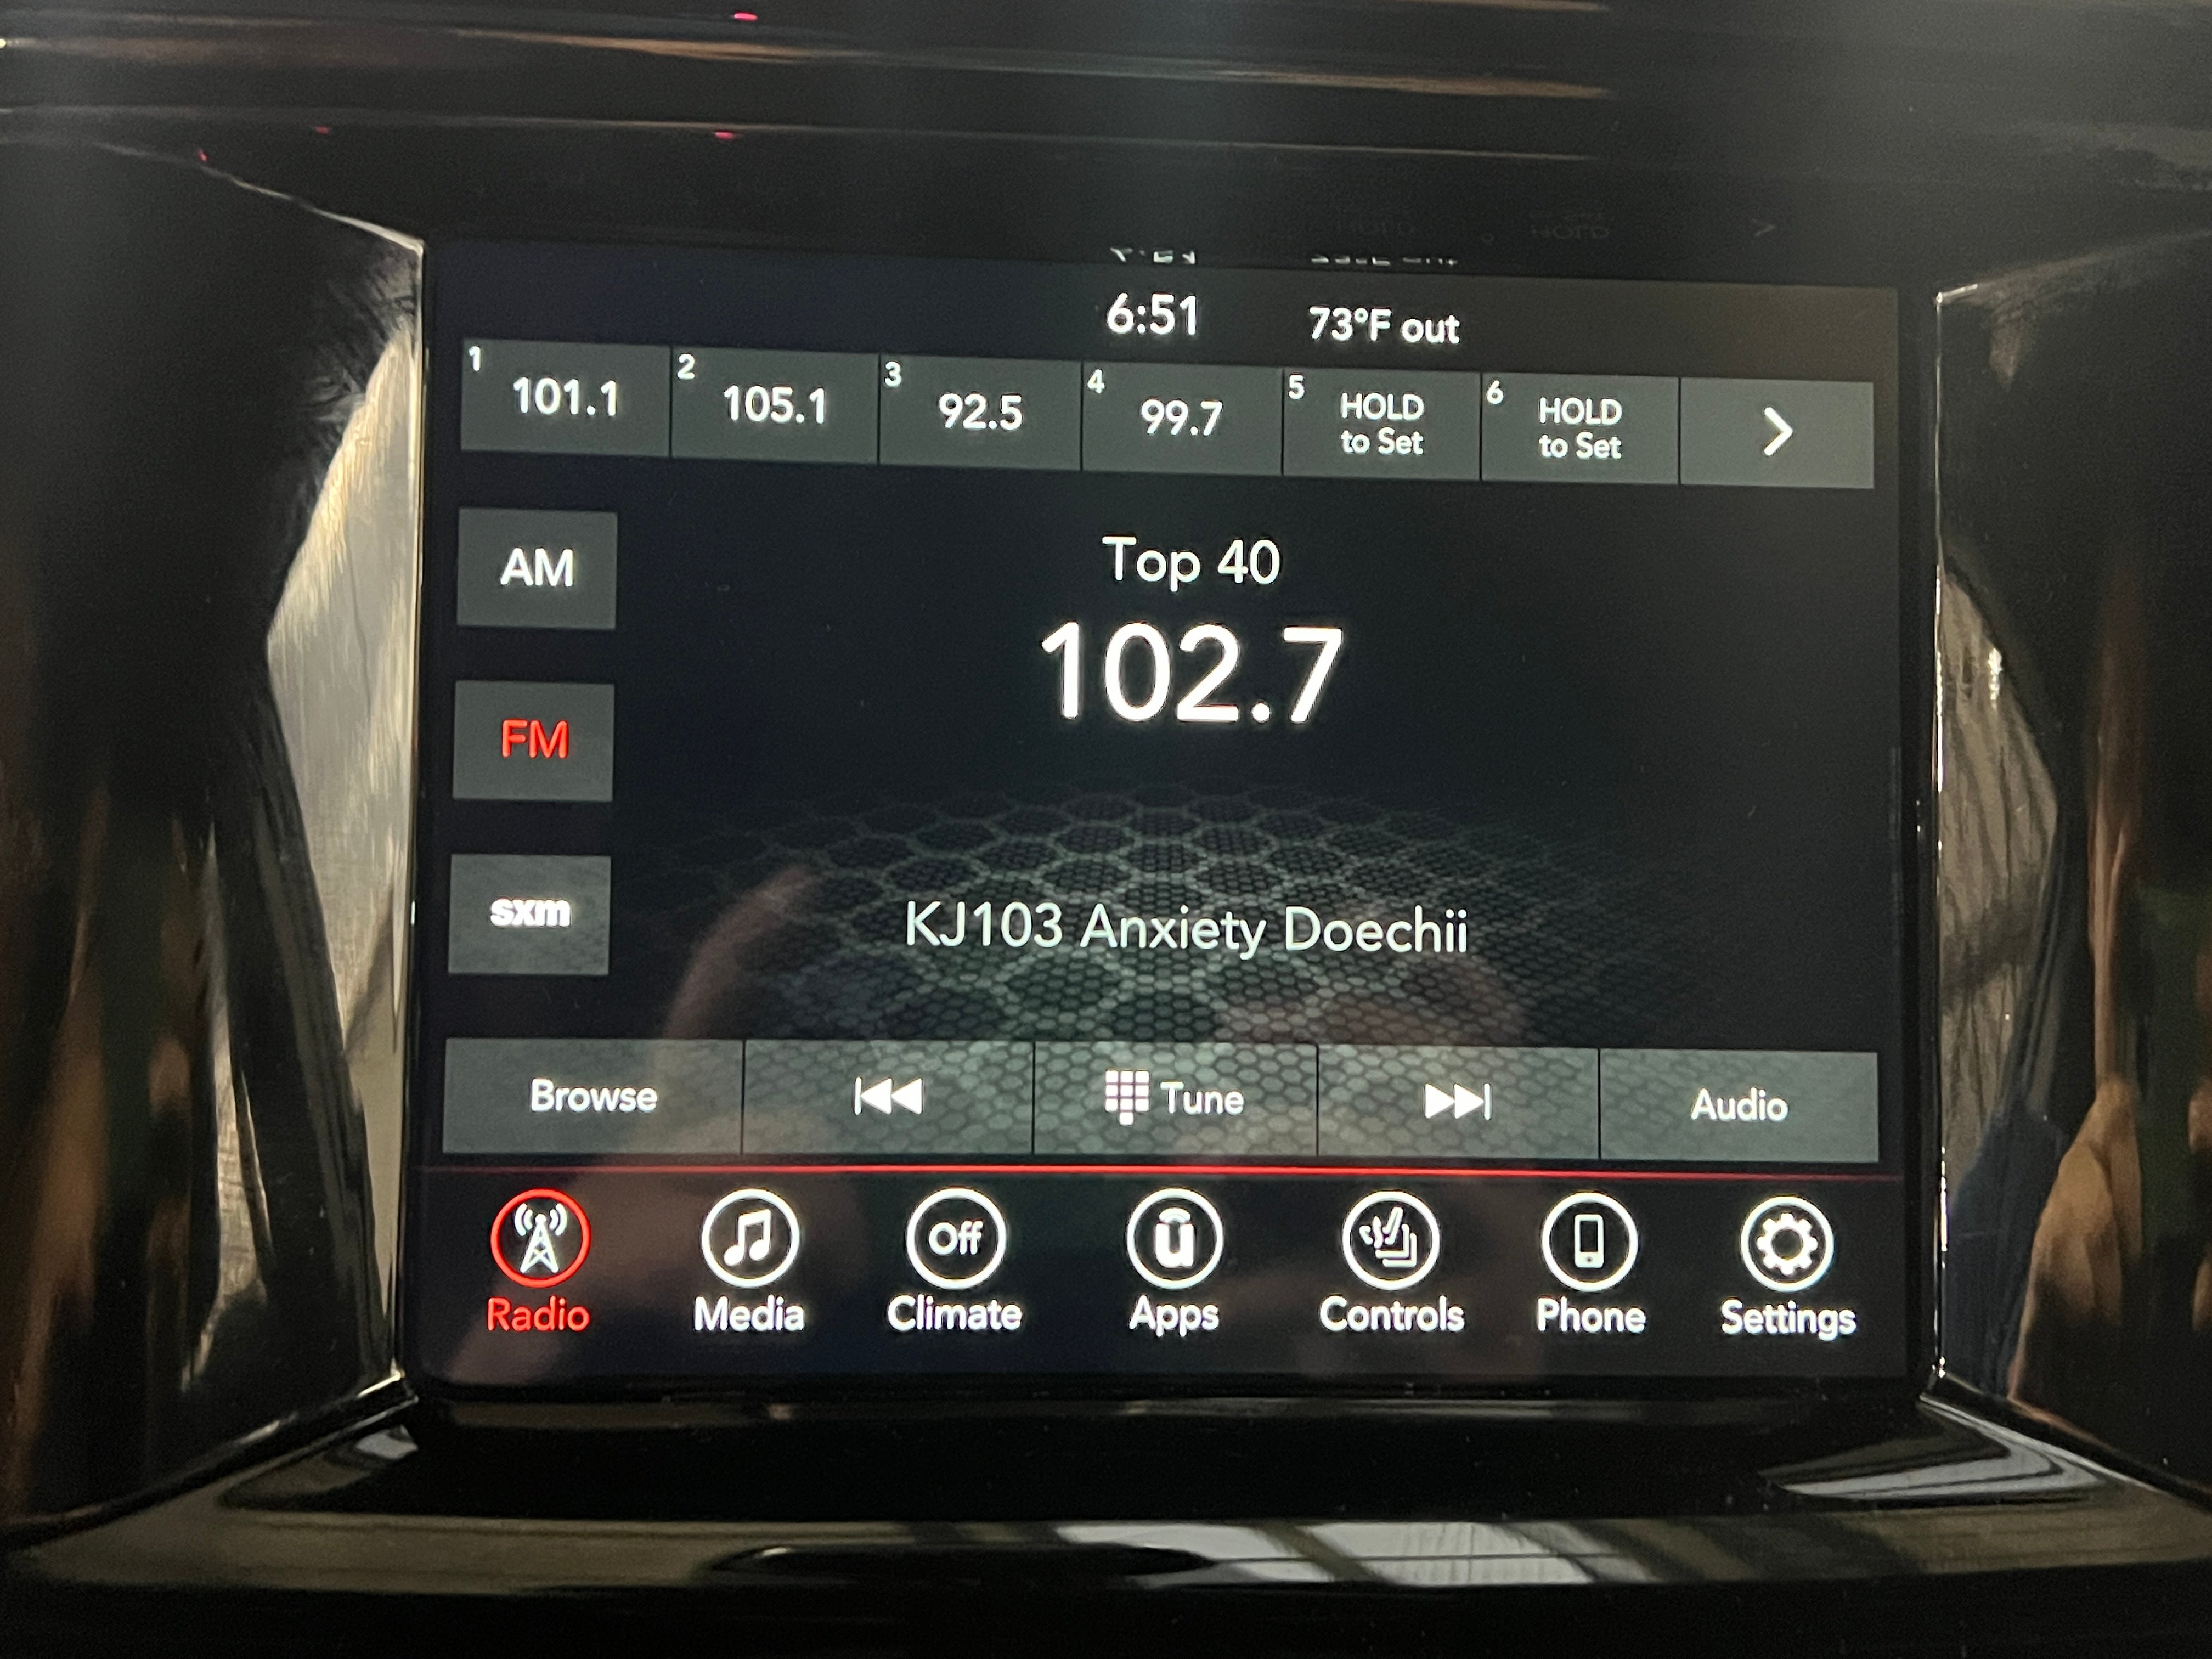 6:51 73°F out
1 101.1 2 105.1 3 92.5 4 99.7 5 HOLD to Set 6 HOLD to Set
AM
Top 40
102.7
FM
sxm
KJ103 Anxiety Doechii
Browse Tune Audio
Off
Radio Media Climate Apps Controls Phone Settings